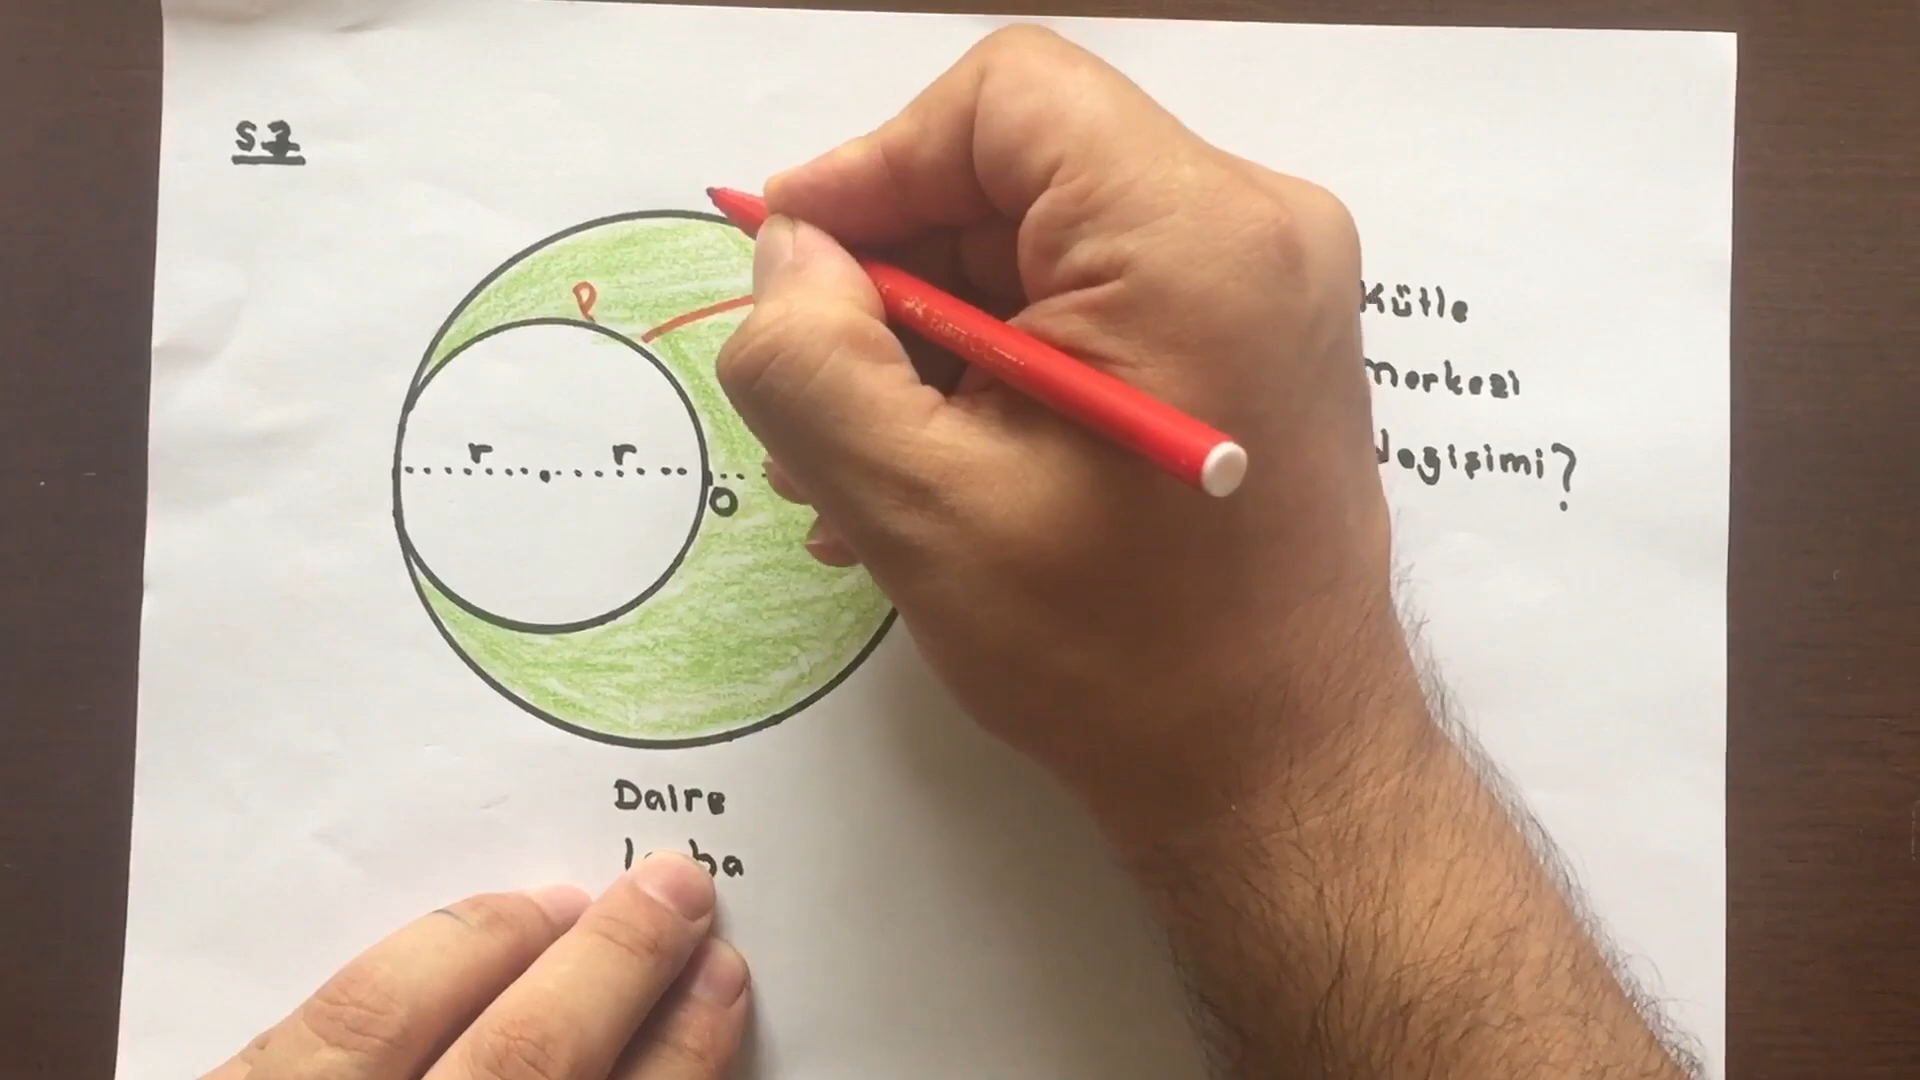 S7
P
r r
O
Daire
Kütle
merkezi
değişimi?